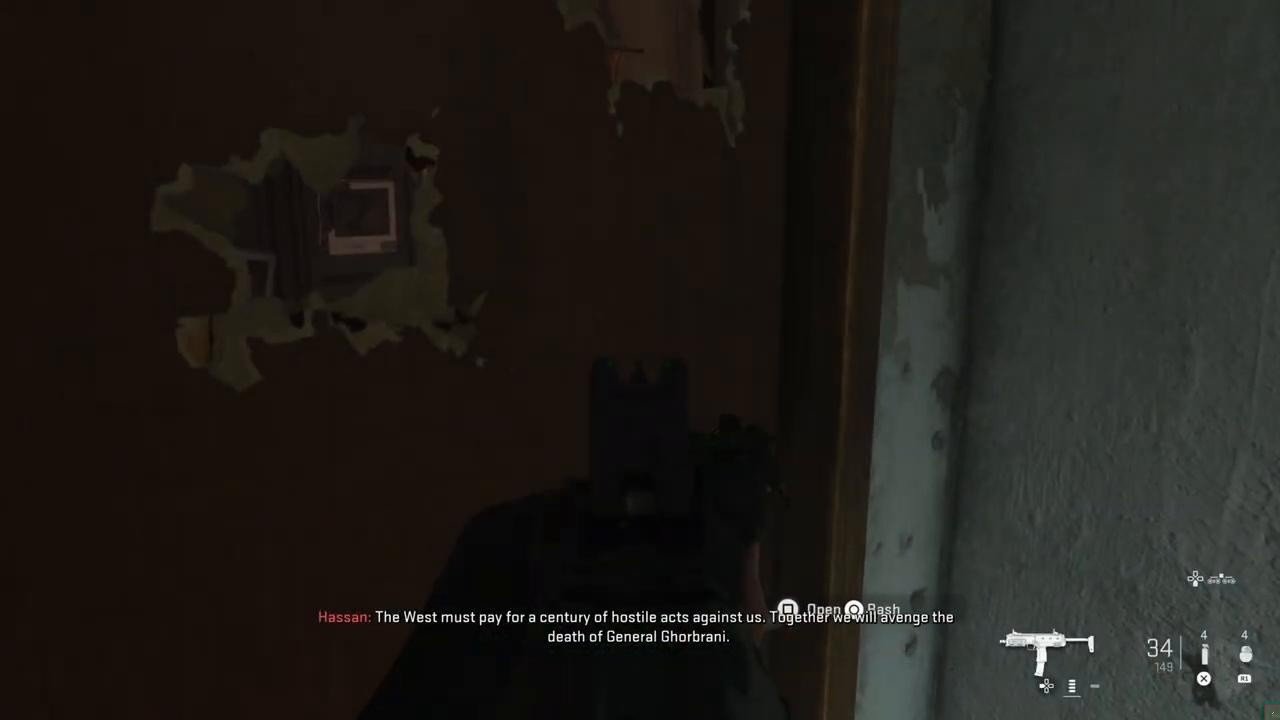 Open Bash
Hassan: The West must pay for a century of hostile acts against us. Together we will avenge the
death of General Ghorbrani.
34
149
4
4
R1